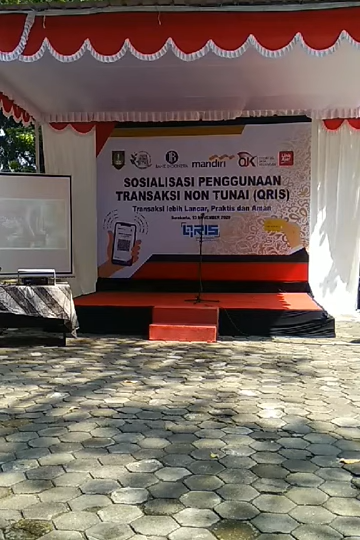 mandiri
SOSIALISASI PENGGUNAAN
TRANSAKSI NON TUNAI (QRIS)
Transaksi lebih Lancar, Praktis dan Aman
QRIS